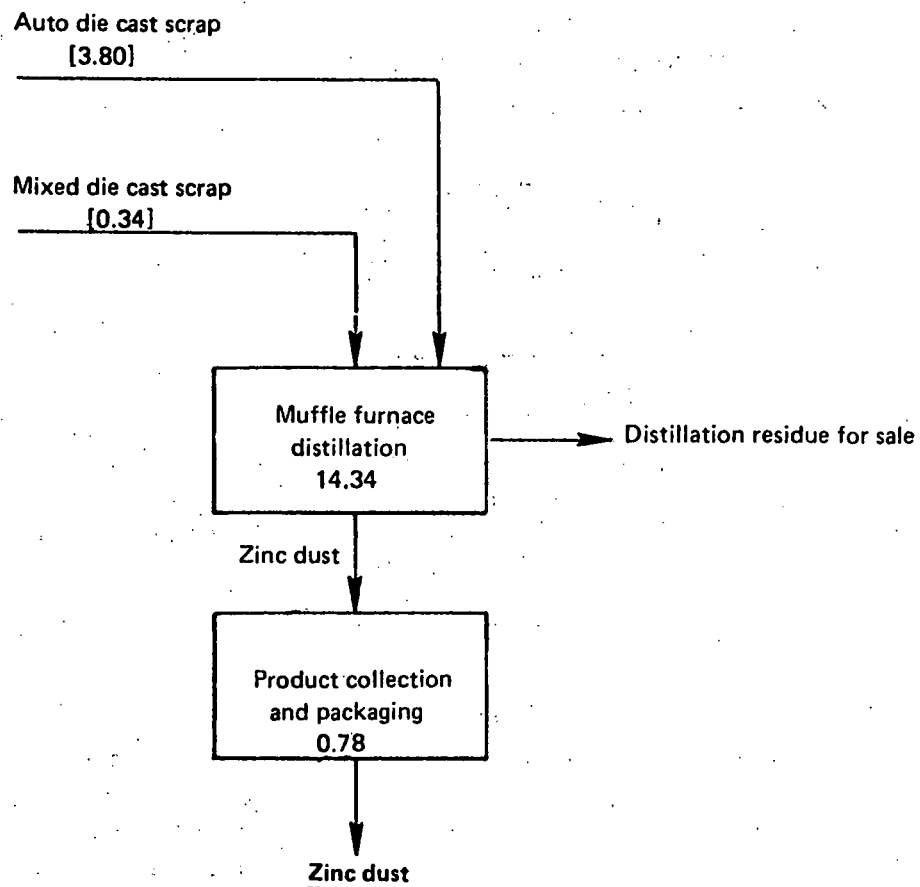 Auto die cast scrap
[3.80]
Mixed die cast scrap
[0.34]
Muffle furnace
distillation
14.34
Distillation residue for sale
Zinc dust
Product collection
and packaging
0.78
Zinc dust